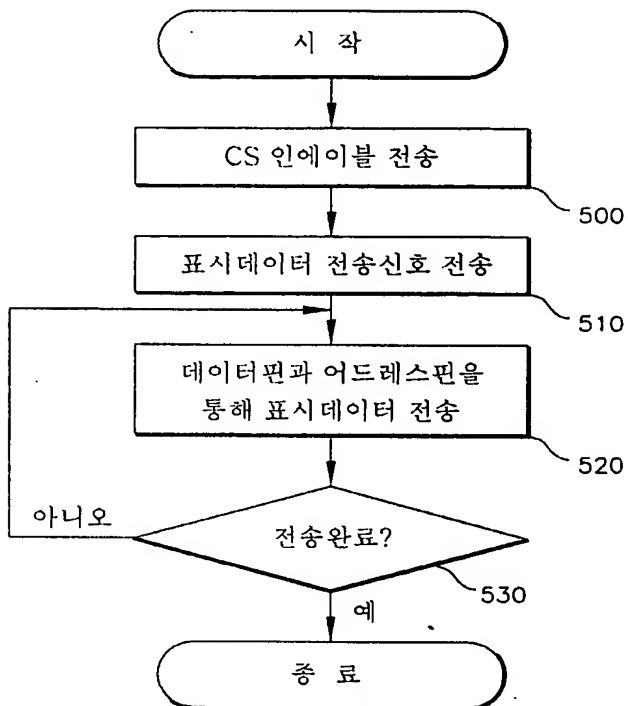 시 작
CS 인에이블 전송
500
표시데이터 전송신호 전송
510
데이터핀과 어드레스핀을
통해 표시데이터 전송
520
아니오
전송완료?
530
예
종 료